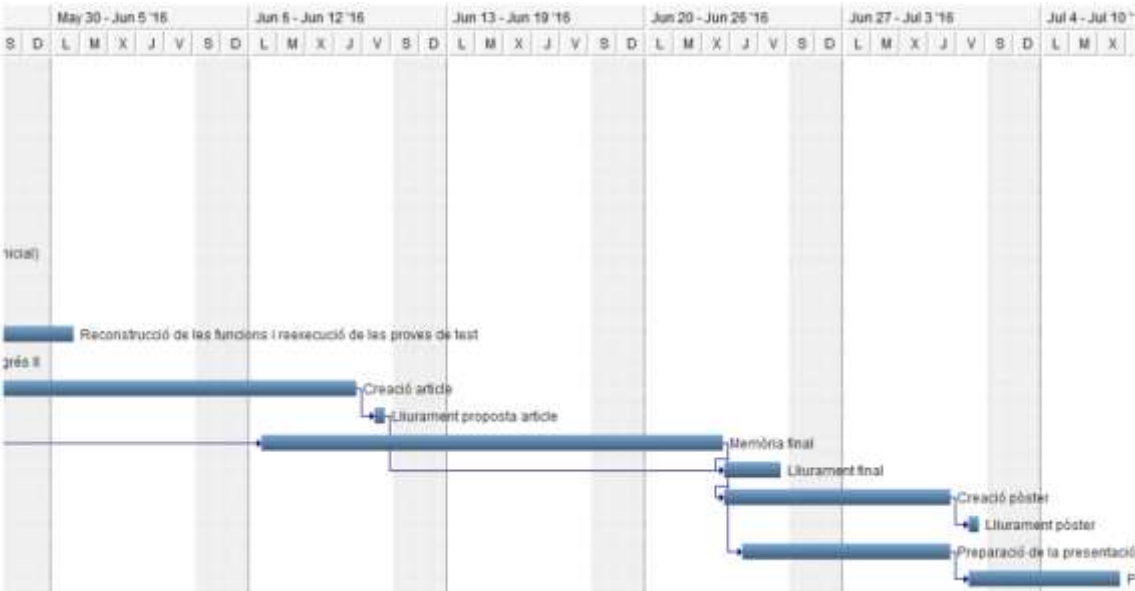 May 30 - Jun 5 '16 Jun 6 - Jun 12 '16 Jun 13 - Jun 19 '16 Jun 20 - Jun 26 '16 Jun 27 - Jul 3 '16 Jul 4 - Jul 10 '
S D L M X J V S D L M X J V S D L M X J V S D L M X J V S D L M X J V S D L M X
nicial)
Reconstrucció de les funcions i reexecució de les proves de test
grés II
Creació article
Lliurament proposta article
Memòria final
Lliurament final
Creació pòster
Lliurament pòster
Preparació de la presentació
P